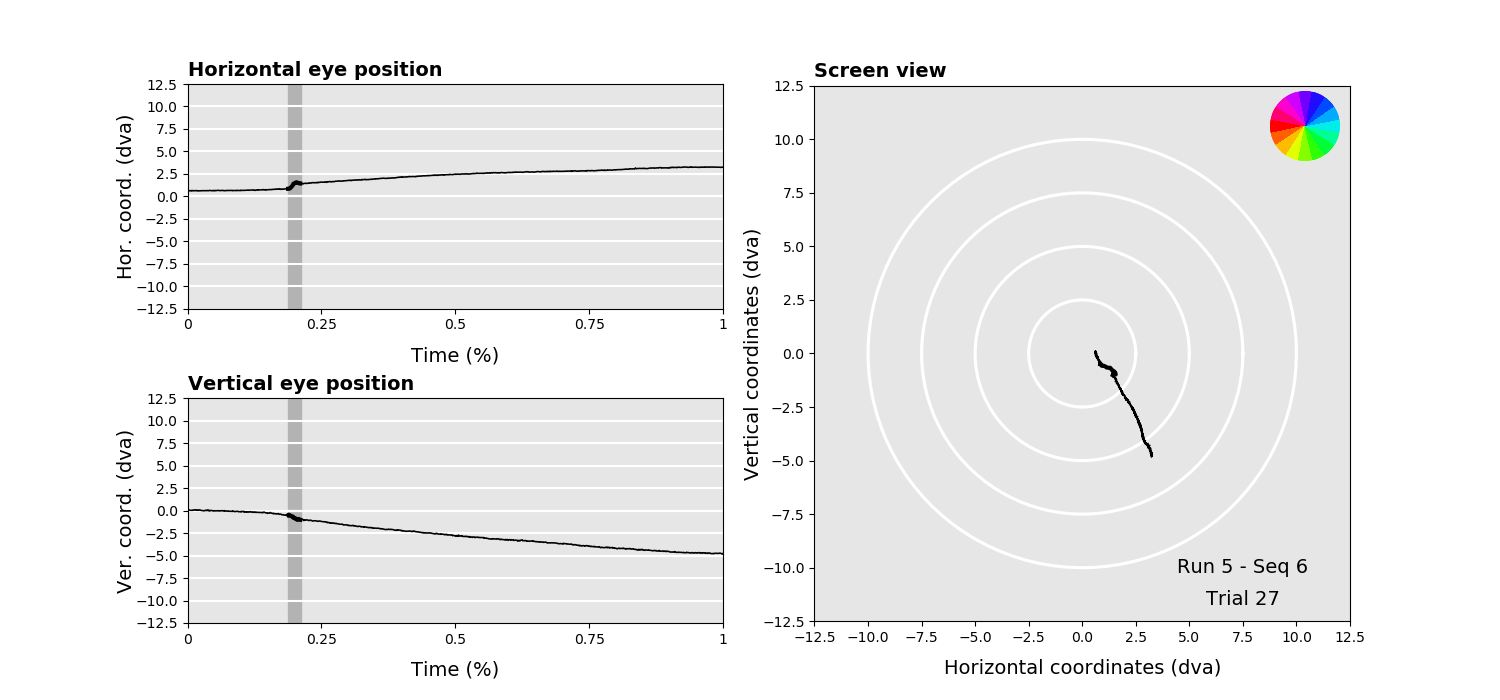 Horizontal eye position
12.5
10.0
7.5
5.0
2.5
0.0
−2.5
−5.0
−7.5
−10.0
−12.5
Hor. coord. (dva)
0 0.25 0.5 0.75 1
Time (%)
Vertical eye position
12.5
10.0
7.5
5.0
2.5
0.0
−2.5
−5.0
−7.5
−10.0
−12.5
Ver. coord. (dva)
0 0.25 0.5 0.75 1
Time (%)
Screen view
12.5
10.0
7.5
5.0
2.5
0.0
−2.5
−5.0
−7.5
−10.0
−12.5
Vertical coordinates (dva)
Run 5 - Seq 6
Trial 27
−12.5 −10.0 −7.5 −5.0 −2.5 0.0 2.5 5.0 7.5 10.0 12.5
Horizontal coordinates (dva)